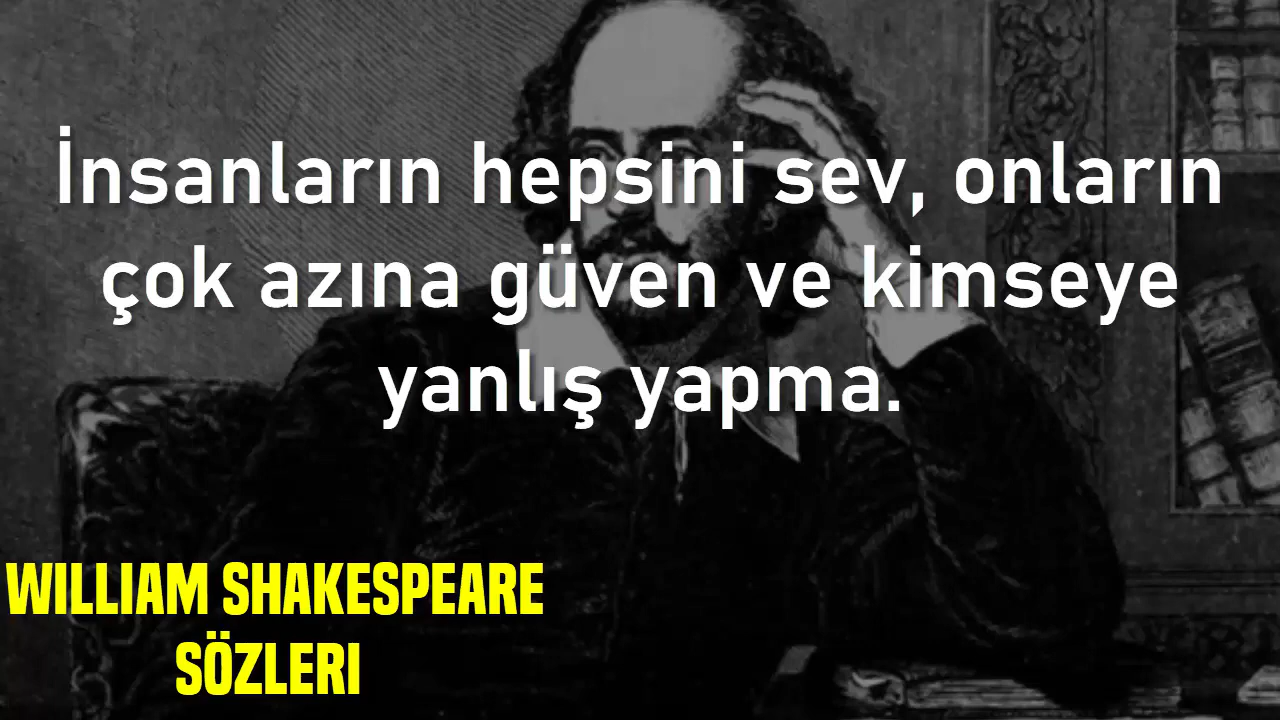 İnsanların hepsini sev, onların
çok azına güven ve kimseye
yanlış yapma.
WILLIAM SHAKESPEARE
SÖZLERI